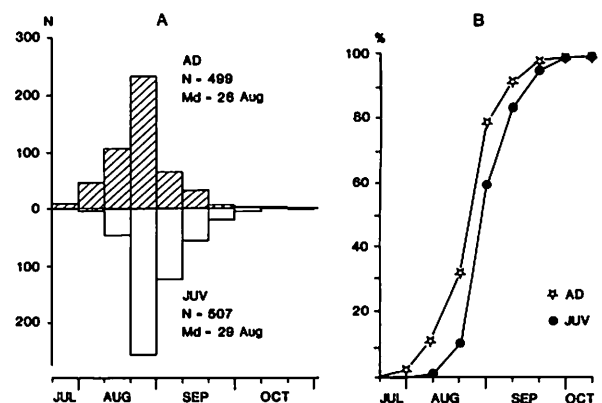 A
N
300
200
100
0
100
200
AD
N - 499
Md - 26 Aug
JUV
N - 507
Md - 29 Aug
JUL AUG SEP OCT
B
%
100
80
60
40
20
AD
JUV
JUL AUG SEP OCT